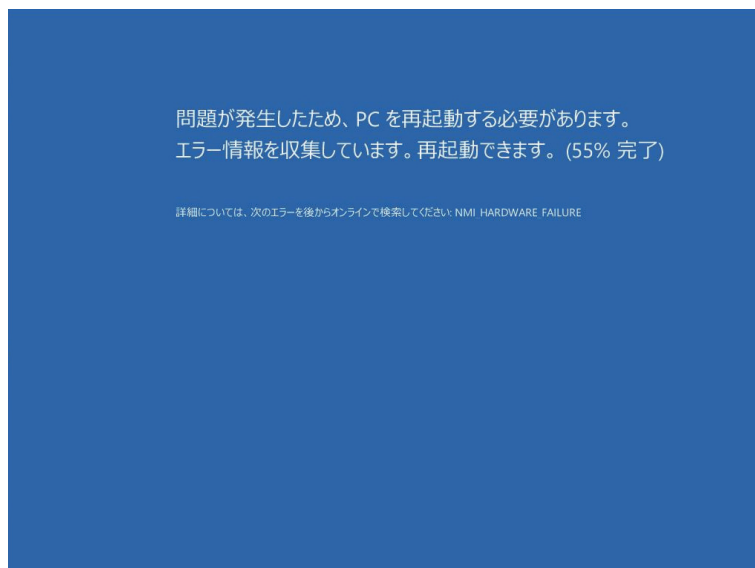 問題が発生したため、PC を再起動する必要があります。
エラー情報を収集しています。再起動できます。 (55% 完了)
詳細については、次のエラーを後からオンラインで検索してください: NMI_HARDWARE_FAILURE